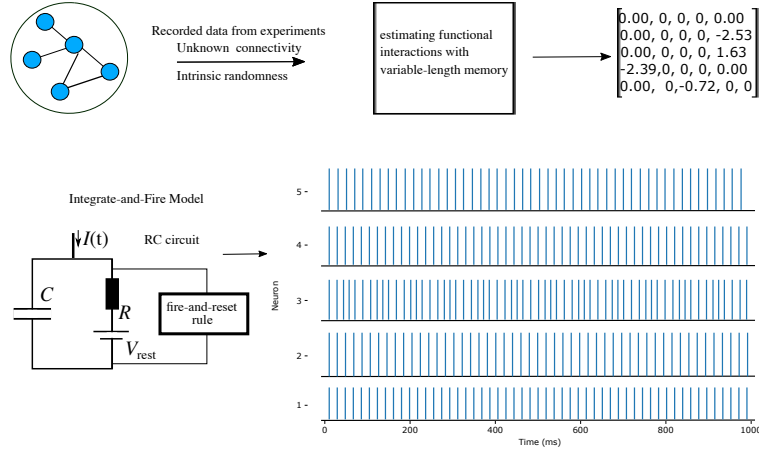 Recorded data from experiments
Unknown connectivity
Intrinsic randomness
estimating functional
interactions with
variable-length memory
0.00, 0, 0, 0, 0.00
0.00, 0, 0, 0, -2.53
0.00, 0, 0, 0, 1.63
-2.39,0, 0, 0, 0.00
0.00, 0,-0.72, 0, 0
Integrate-and-Fire Model
I(t)
RC circuit
C
R
V rest
fire-and-reset
rule
Neuron
5
4
3
2
1
0 200 400 600 800 1000
Time (ms)